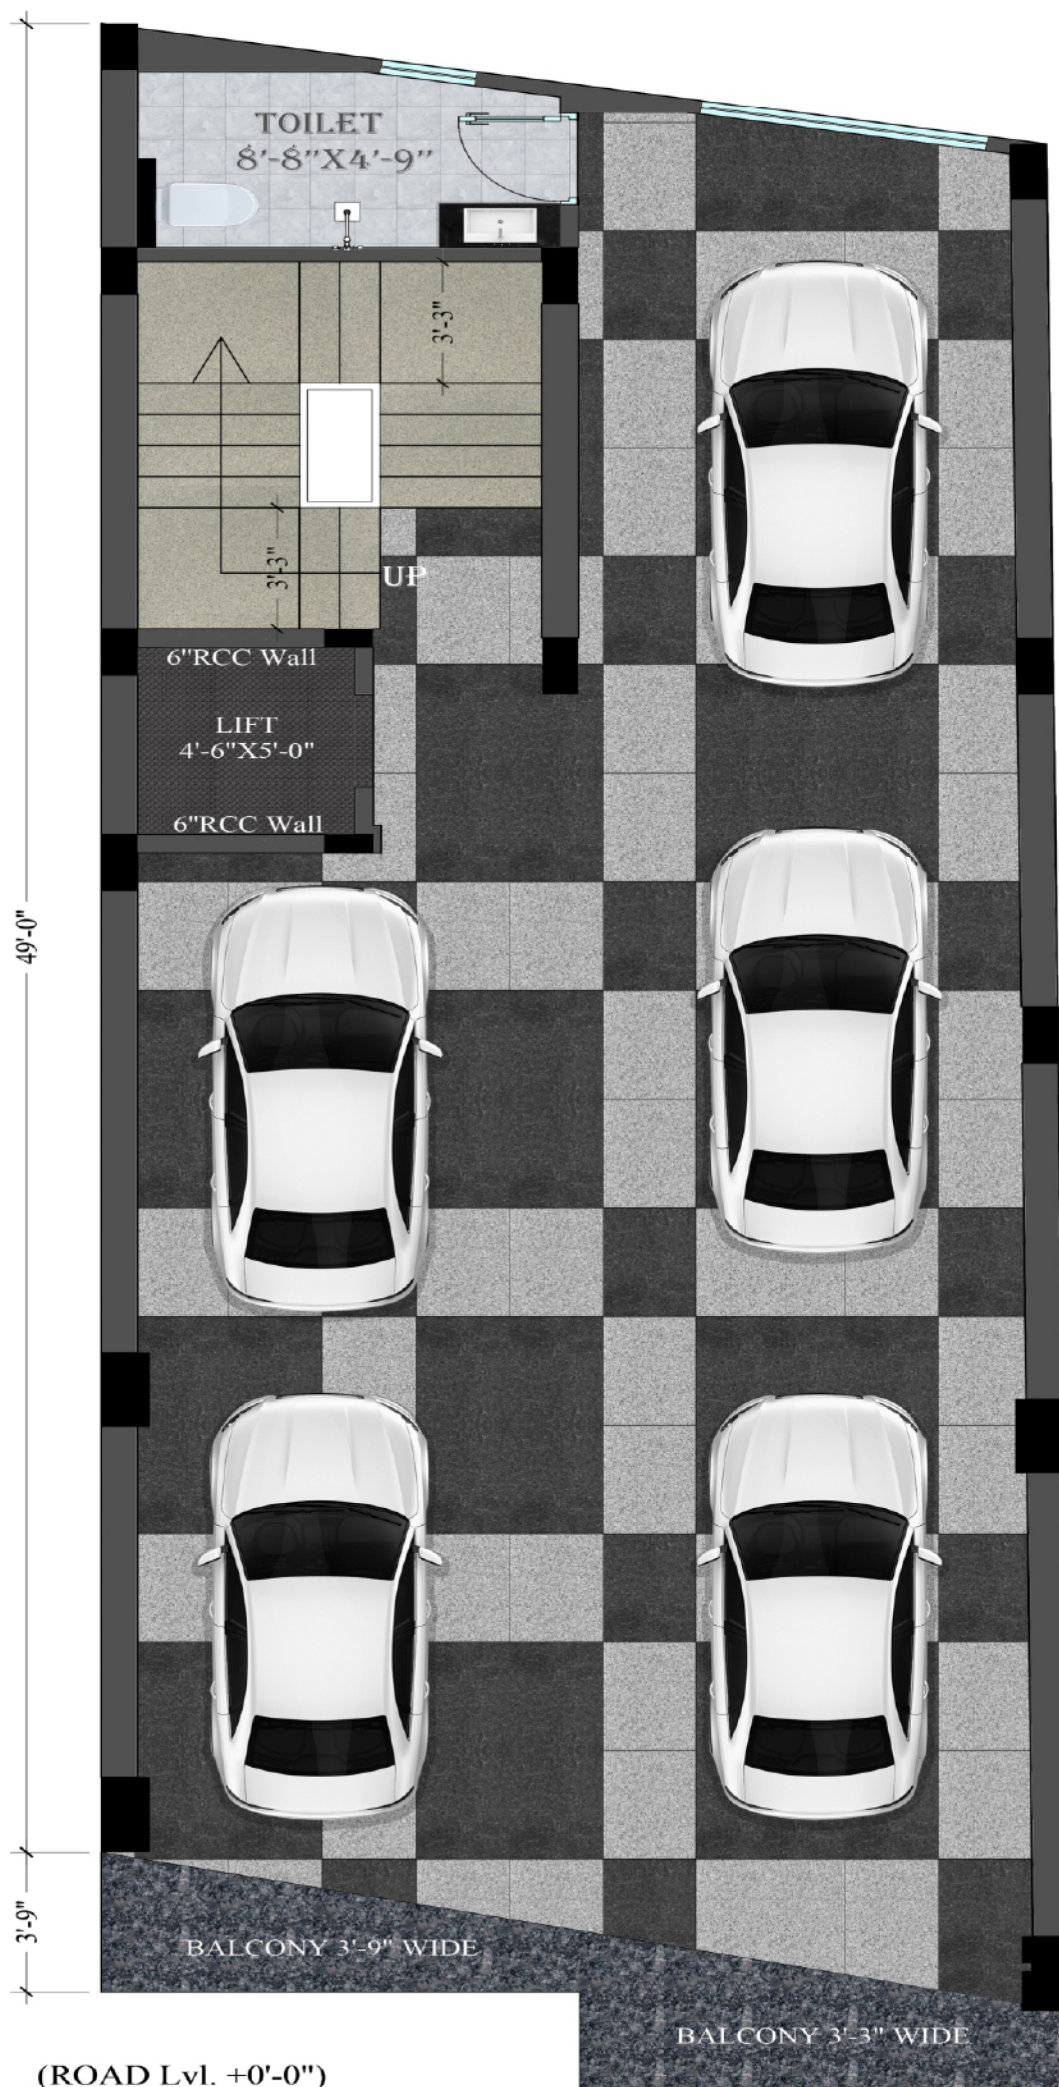 TOILET
8'-8"X4'-9"
3'-3"
3'-3"
UP
6"RCC Wall
LIFT
4'-6"X5'-0"
6"RCC Wall
49'-0"
3'-9"
BALCONY 3'-9" WIDE
BALCONY 3'-3" WIDE
(ROAD Lvl. +0'-0")